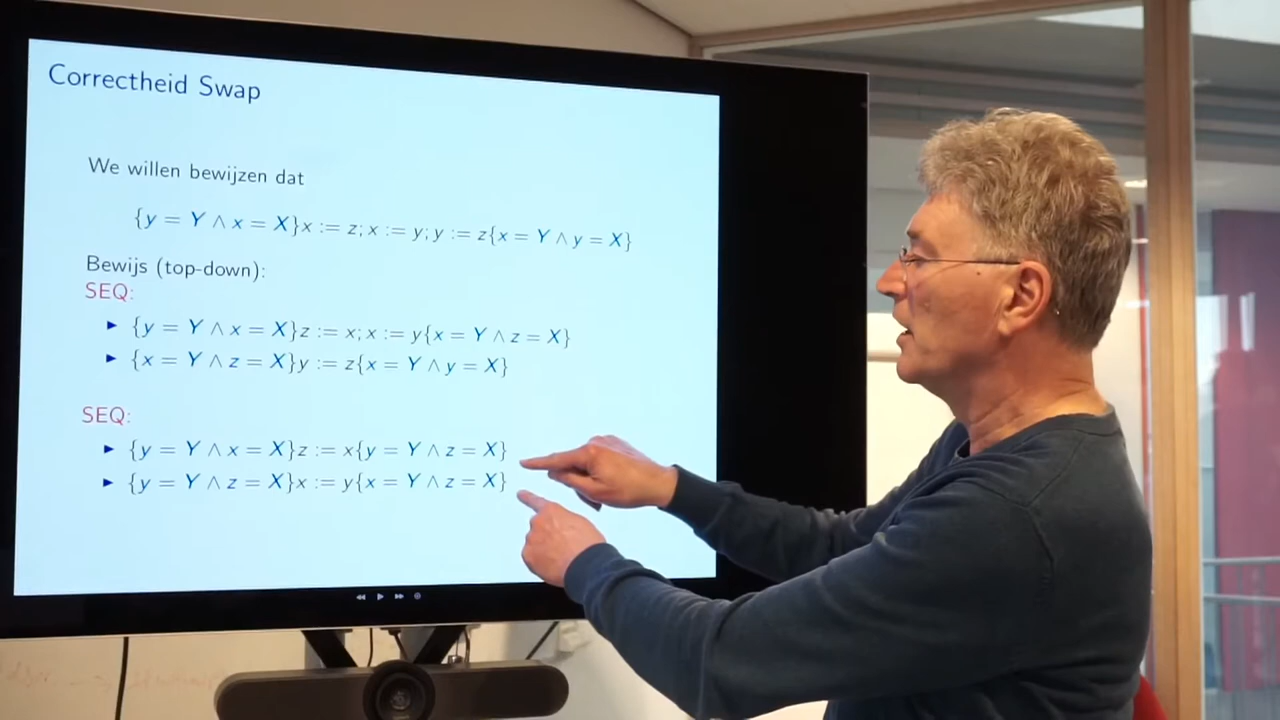 Correctheid Swap
We willen bewijzen dat
{y = Y ∧ x = X}x := z; x := y; y := z{x = Y ∧ y = X}
Bewijs (top-down):
SEQ:
▶ {y = Y ∧ x = X}z := x; x := y{x = Y ∧ z = X}
▶ {x = Y ∧ z = X}y := z{x = Y ∧ y = X}
SEQ:
▶ {y = Y ∧ x = X}z := x{y = Y ∧ z = X}
▶ {y = Y ∧ z = X}x := y{x = Y ∧ z = X}